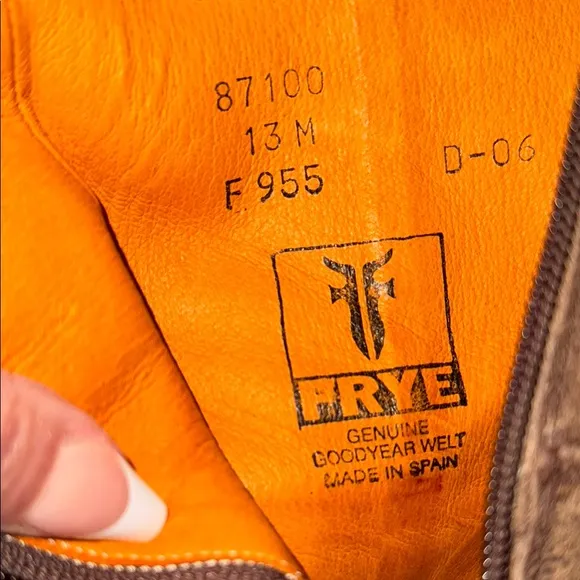 87100
13 M
F 955
D-06
FRYE
GENUINE
GOODYEAR WELT
MADE IN SPAIN